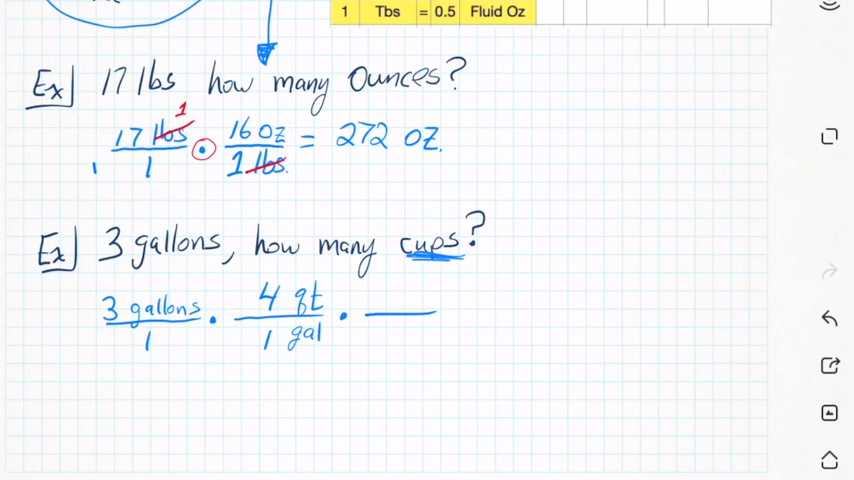 1 Tbs = 0.5 Fluid Oz
Ex] 17 lbs how many Ounces?
1
17 lbs 16 Oz
— · — = 272 OZ.
1 1 lbs.
Ex] 3 gallons, how many cups?
3 gallons 4 qt
— · — · —
1 1 gal